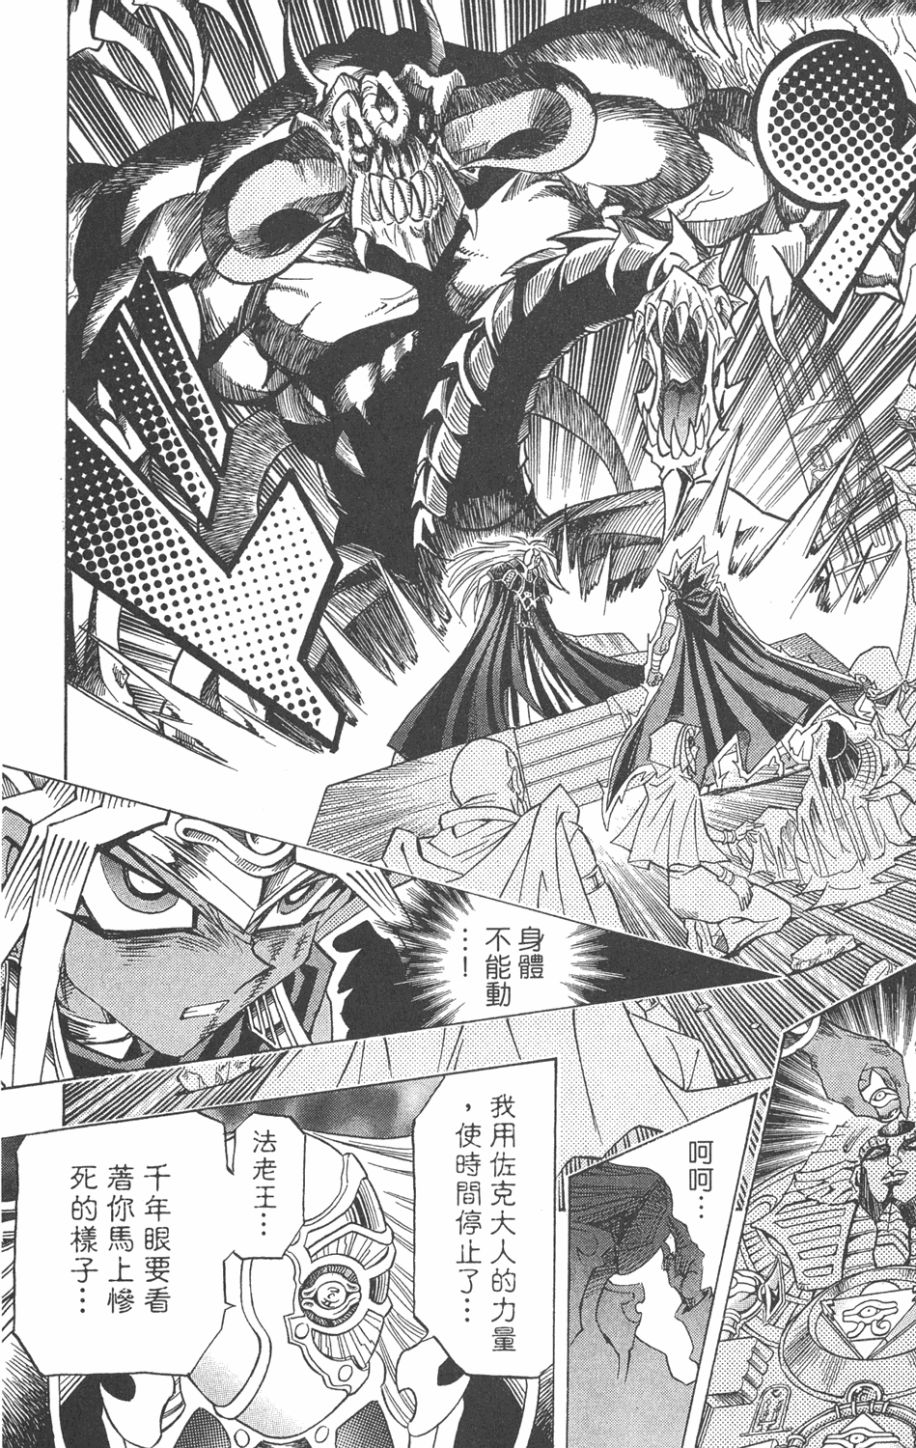 身體
不能動
…！
呵呵…
我用佐克大人的力量
，使時間停止了…
法老王…
千年眼要看
著你馬上慘
死的樣子…